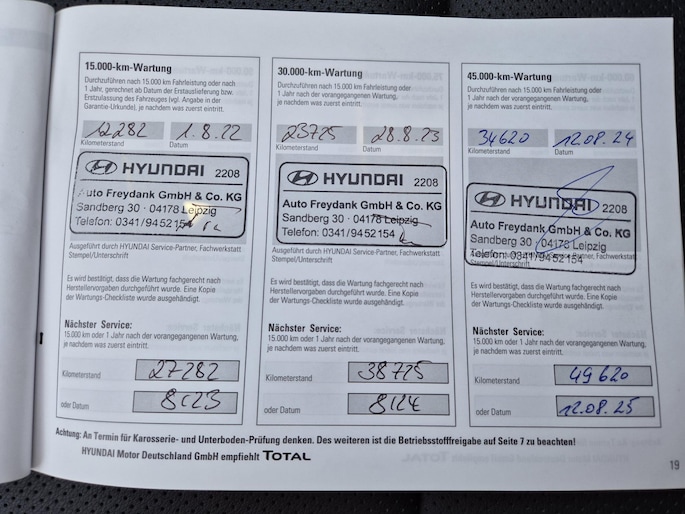 15.000-km-Wartung
Durchzuführen nach 15.000 km Fahrleistung oder nach
1 Jahr, gerechnet ab Datum der Erstauslieferung bzw.
Erstzulassung des Fahrzeuges (vgl. Angabe in der
Garantie-Urkunde), je nachdem was zuerst eintritt.
12282 1.8.22
Kilometerstand Datum
HYUNDAI 2208
Auto Freydank GmbH & Co. KG
Sandberg 30 · 04178 Leipzig
Telefon: 0341/9452154
Ausgeführt durch HYUNDAI Service-Partner, Fachwerkstatt
Stempel/Unterschrift
Es wird bestätigt, dass die Wartung fachgerecht nach
Herstellervorgaben durchgeführt wurde. Eine Kopie
der Wartungs-Checkliste wurde ausgehändigt.
Nächster Service:
15.000 km oder 1 Jahr nach der vorangegangenen Wartung,
je nachdem was zuerst eintritt.
Kilometerstand 27282
oder Datum 8/23
30.000-km-Wartung
Durchzuführen nach 15.000 km Fahrleistung oder
1 Jahr nach der vorangegangenen Wartung,
je nachdem was zuerst eintritt.
23725 28.8.23
Kilometerstand Datum
HYUNDAI 2208
Auto Freydank GmbH & Co. KG
Sandberg 30 · 04178 Leipzig
Telefon: 0341/9452154
Ausgeführt durch HYUNDAI Service-Partner, Fachwerkstatt
Stempel/Unterschrift
Es wird bestätigt, dass die Wartung fachgerecht nach
Herstellervorgaben durchgeführt wurde. Eine Kopie
der Wartungs-Checkliste wurde ausgehändigt.
Nächster Service:
15.000 km oder 1 Jahr nach der vorangegangenen Wartung,
je nachdem was zuerst eintritt.
Kilometerstand 38725
oder Datum 8/24
45.000-km-Wartung
Durchzuführen nach 15.000 km Fahrleistung oder
1 Jahr nach der vorangegangenen Wartung,
je nachdem was zuerst eintritt.
34620 12.08.24
Kilometerstand Datum
HYUNDAI 2208
Auto Freydank GmbH & Co. KG
Sandberg 30 · 04178 Leipzig
Telefon: 0341/9452154
Service-Partner, Fachwerkstatt
Stempel/Unterschrift
Es wird bestätigt, dass die Wartung fachgerecht nach
Herstellervorgaben durchgeführt wurde. Eine Kopie
der Wartungs-Checkliste wurde ausgehändigt.
Nächster Service:
15.000 km oder 1 Jahr nach der vorangegangenen Wartung,
je nachdem was zuerst eintritt.
Kilometerstand 49620
oder Datum 12.08.25
Achtung: An Termin für Karosserie- und Unterboden-Prüfung denken. Des weiteren ist die Betriebsstofffreigabe auf Seite 7 zu beachten!
HYUNDAI Motor Deutschland GmbH empfiehlt TOTAL
19